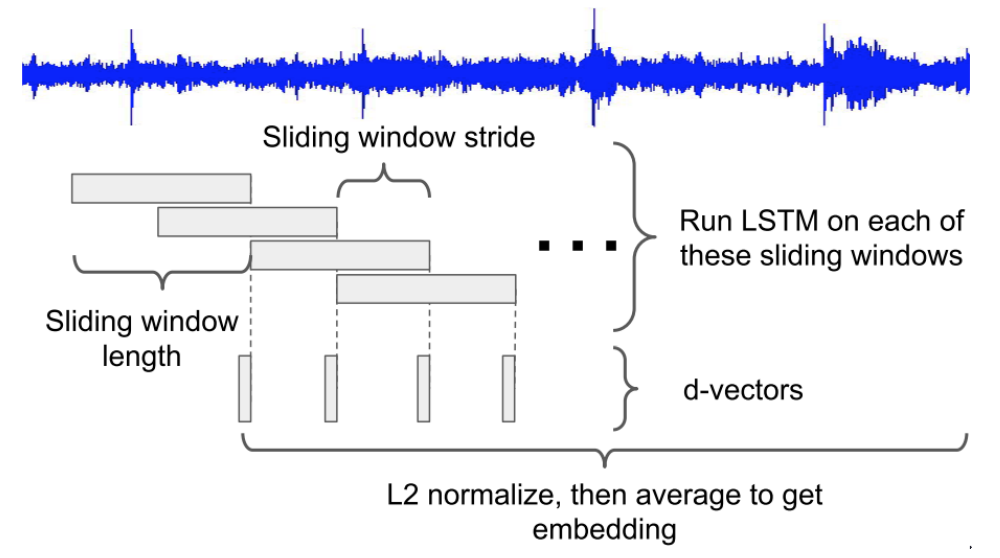 Sliding window stride
Run LSTM on each of
these sliding windows
Sliding window
length
d-vectors
L2 normalize, then average to get
embedding